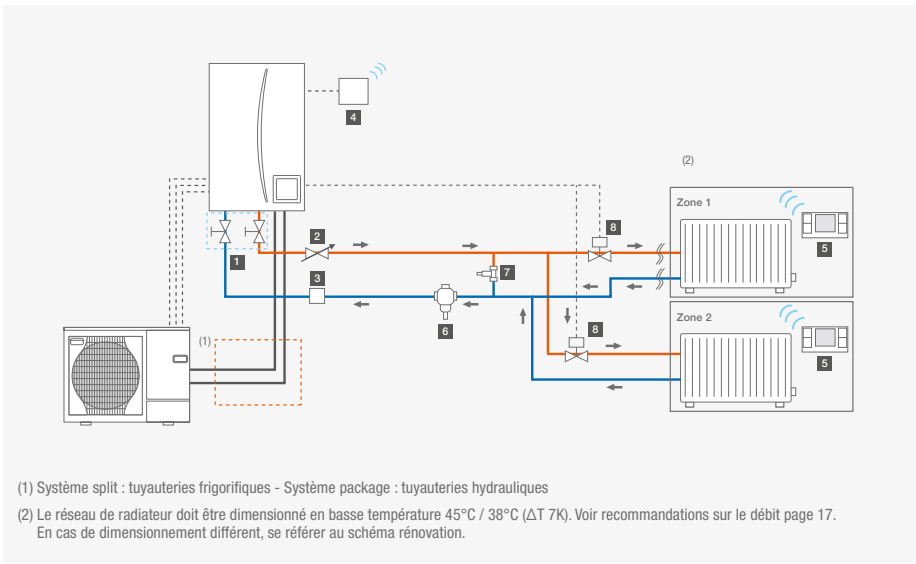 4
(2)
Zone 1
8
2
5
1
7
3
6
8
Zone 2
(1)
5
(1) Système split : tuyauteries frigorifiques - Système package : tuyauteries hydrauliques
(2) Le réseau de radiateur doit être dimensionné en basse température 45°C / 38°C (ΔT 7K). Voir recommandations sur le débit page 17.
En cas de dimensionnement différent, se référer au schéma rénovation.